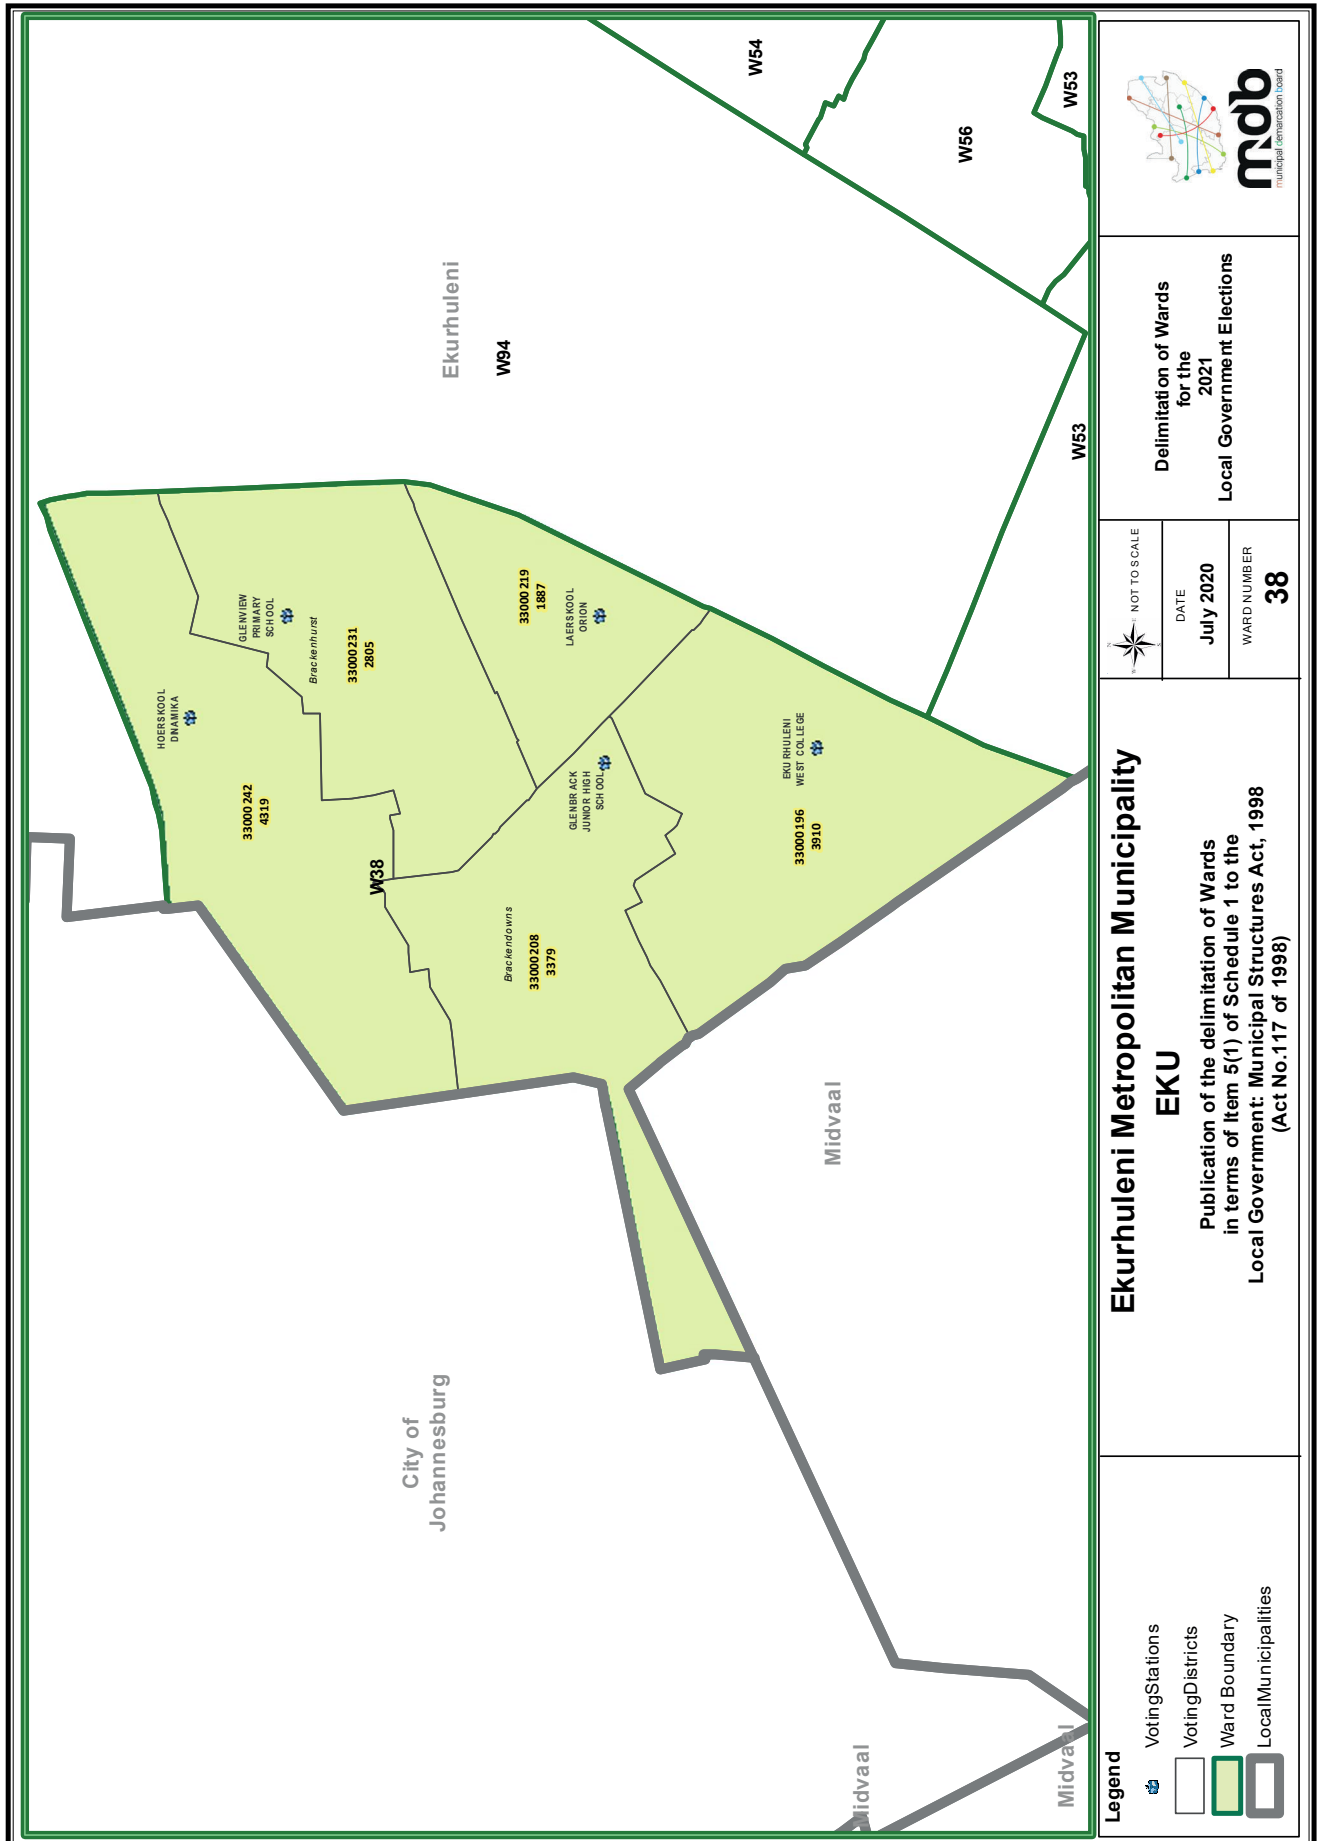 W54
W56
W53
Ekurhuleni
W94
W53
HOERSKOOL
DINAMIKA
33000242
4319
GLENVIEW
PRIMARY
SCHOOL
Brackenhurst
33000231
2805
33000219
1887
LAERSKOOL
ORION
W38
GLENBRACK
JUNIOR HIGH
SCHOOL
Brackendowns
33000208
3379
EKURHULENI
WEST COLLEGE
33000196
3910
City of
Johannesburg
Midvaal
Midvaal
Midvaal
Legend
VotingStations
VotingDistricts
Ward Boundary
LocalMunicipalities
Ekurhuleni Metropolitan Municipality
EKU
Publication of the delimitation of Wards
in terms of Item 5(1) of Schedule 1 to the
Local Government: Municipal Structures Act, 1998
(Act No.117 of 1998)
N
W E
S
NOT TO SCALE
DATE
July 2020
WARD NUMBER
38
Delimitation of Wards
for the
2021
Local Government Elections
mdb
municipal demarcation board